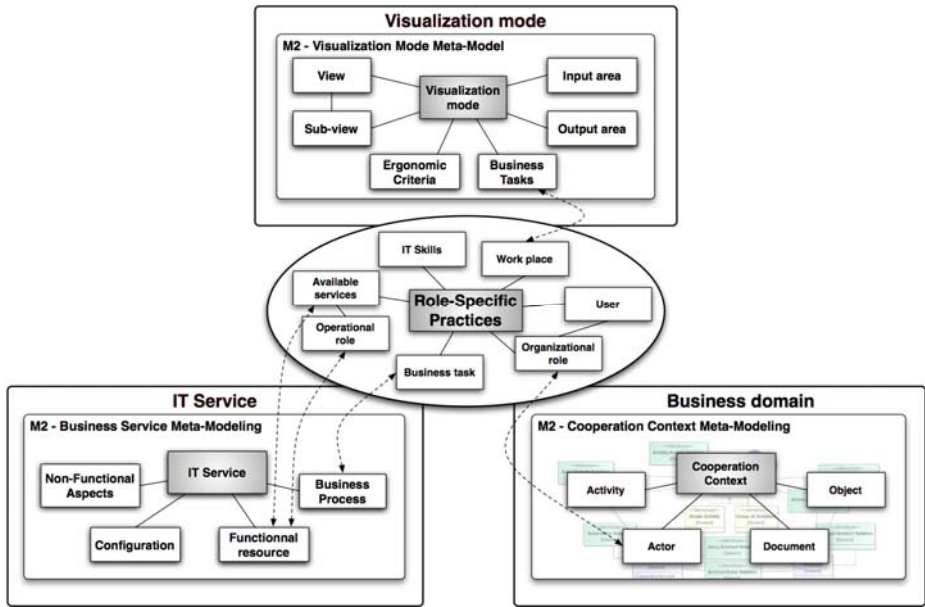 Visualization mode
M2 - Visualization Mode Meta-Model
View
Visualization
mode
Input area
Sub-view
Output area
Ergonomic
Criteria
Business
Tasks
IT Skills
Work place
Available
services
Role-Specific
Practices
User
Operational
role
Organizational
role
Business task
IT Service
M2 - Business Service Meta-Modeling
IT Service
Non-Functional
Aspects
Business
Process
Configuration
Functionnal
resource
Business domain
M2 - Cooperation Context Meta-Modeling
Cooperation
Context
Activity
Object
Actor
Document